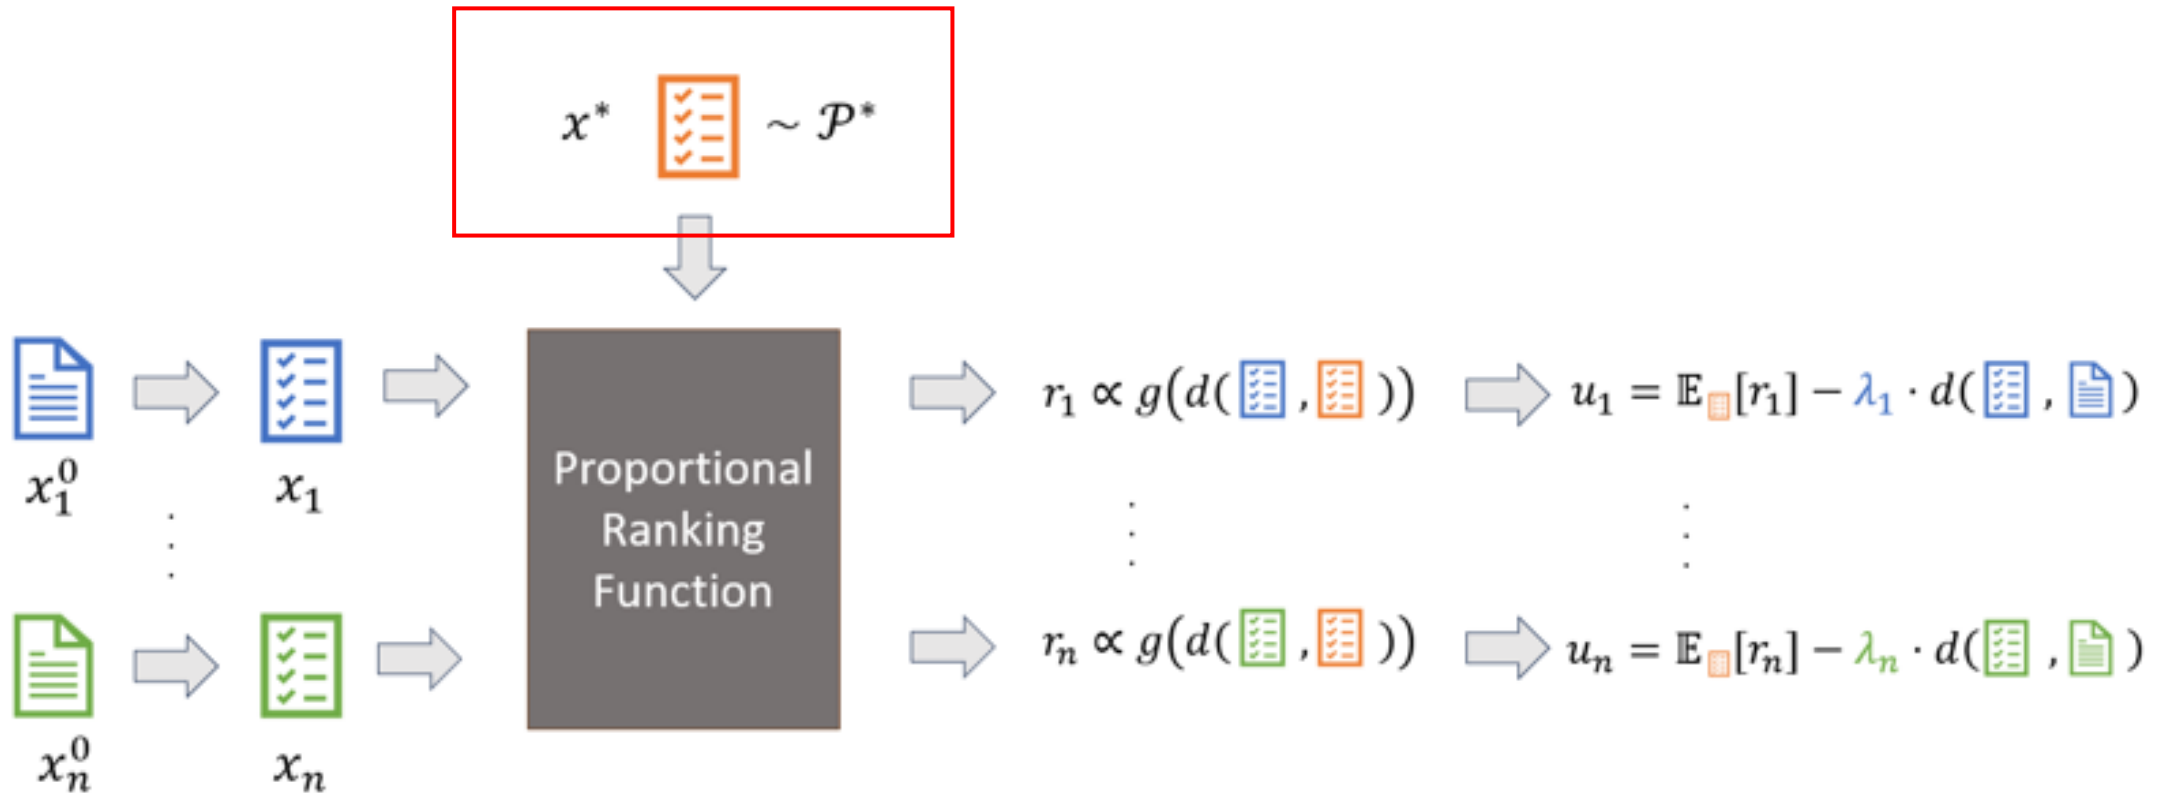 x* ~ 𝒫*
x₁⁰
x₁
Proportional
Ranking
Function
r₁ ∝ g(d( , ))
u₁ = 𝔼[r₁] − λ₁ · d( , )
xₙ⁰
xₙ
rₙ ∝ g(d( , ))
uₙ = 𝔼[rₙ] − λₙ · d( , )